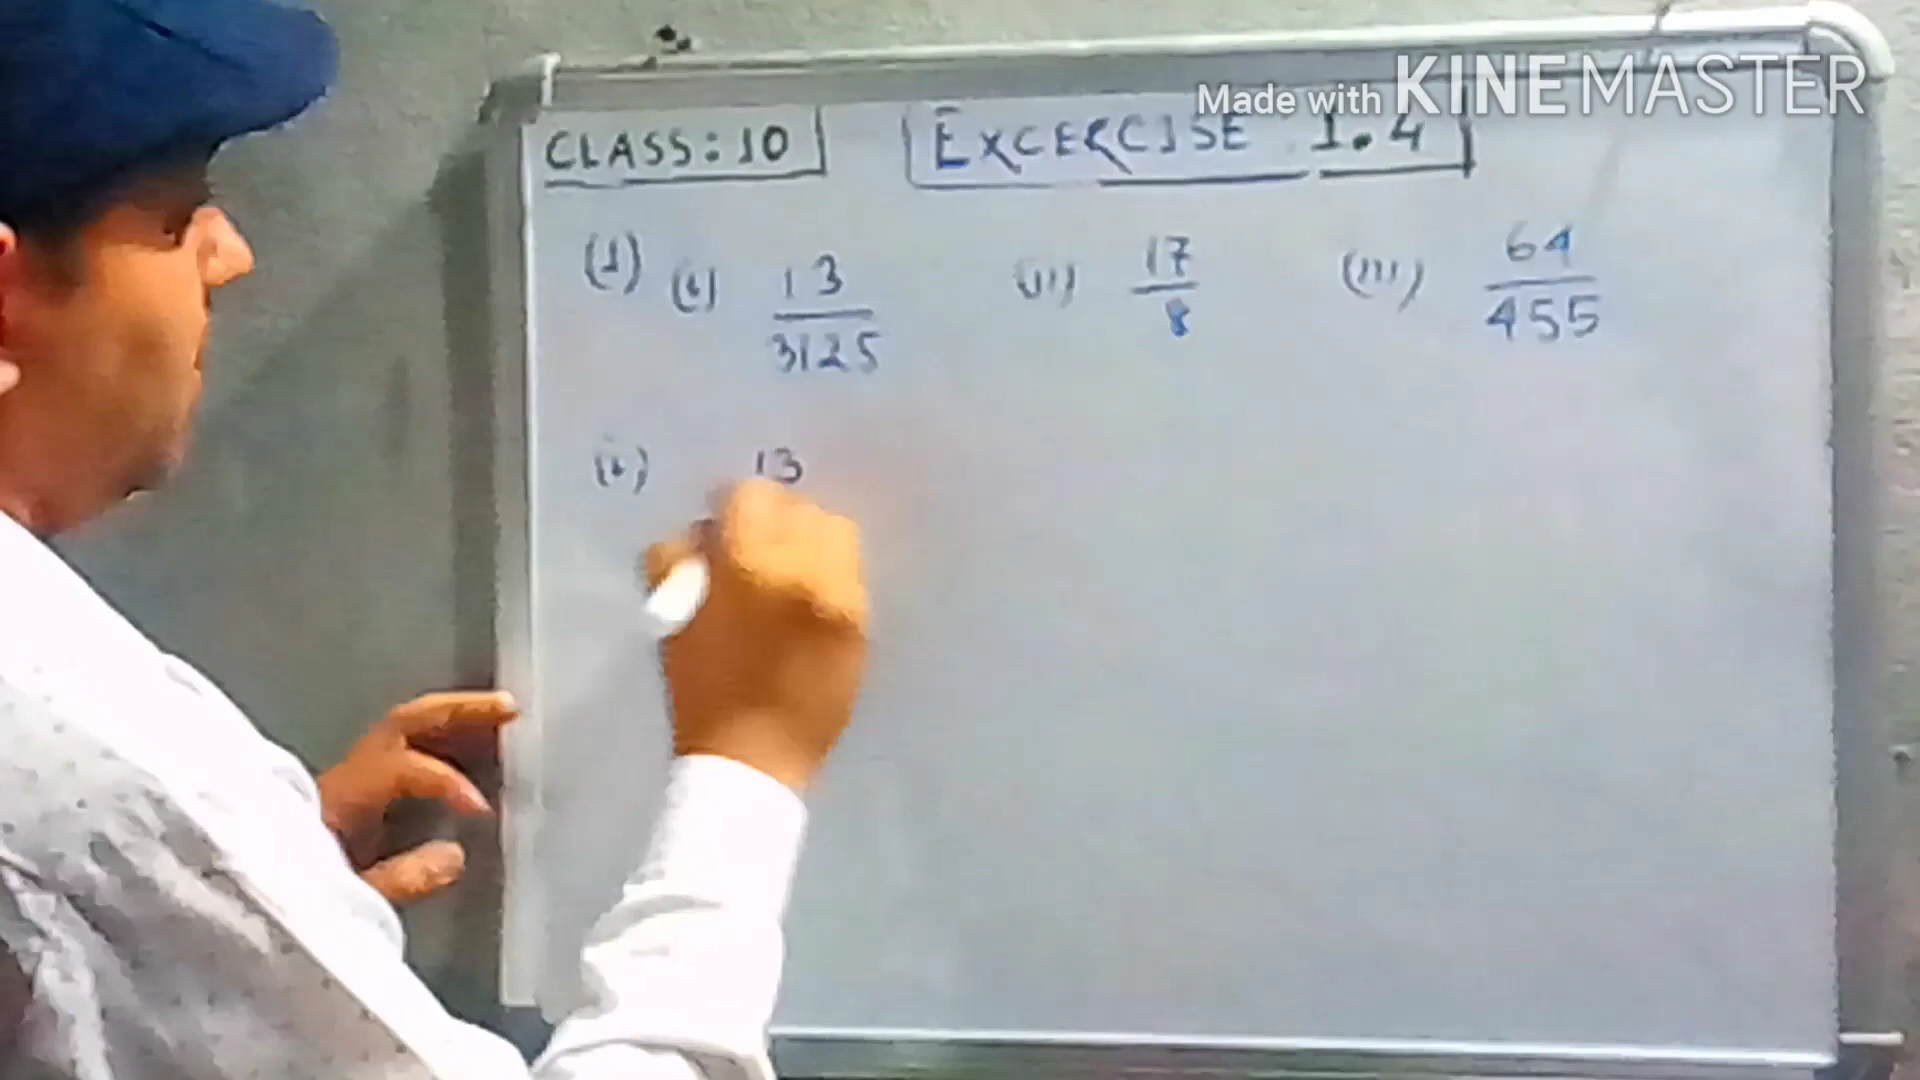 Made with KINEMASTER
CLASS: 10 EXCERCISE 1.4
(1) (i) 13/3125 (ii) 17/8 (iii) 64/455
(i) 13